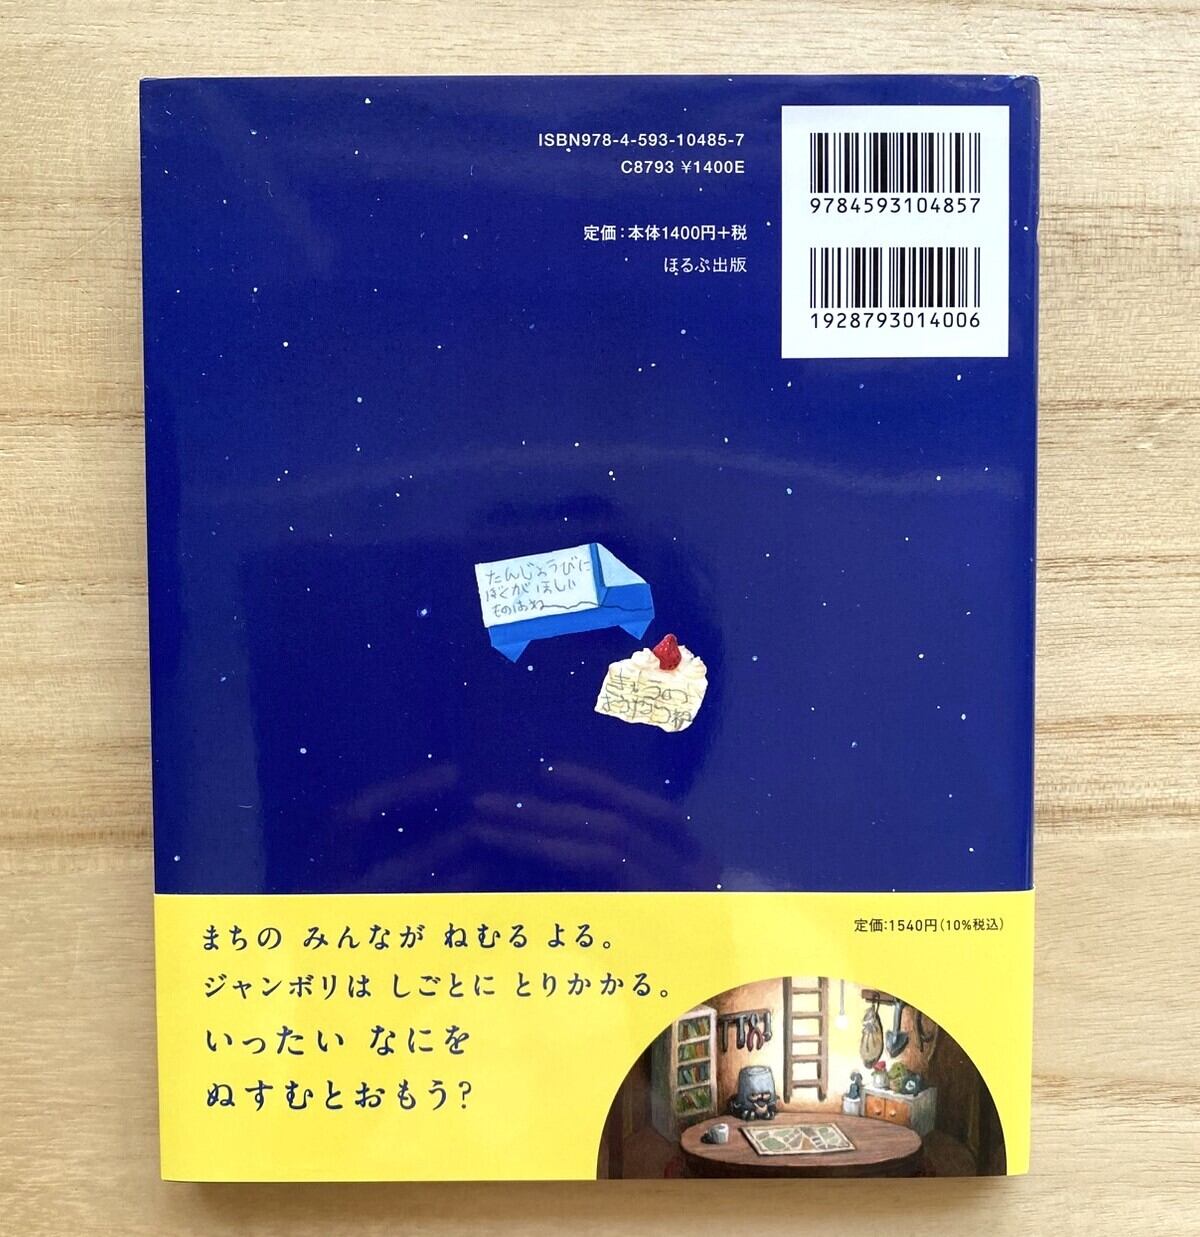 ISBN978-4-593-10485-7
C8793 ¥1400E
定価：本体1400円+税
ほるぷ出版
9784593104857
1928793014006
たんじょうびに
ぼくが ほしい
ものはね
きょうの
定価：1540円（10%税込）
まちの みんなが ねむる よる。
ジャンボリは しごとに とりかかる。
いったい なにを
ぬすむとおもう？